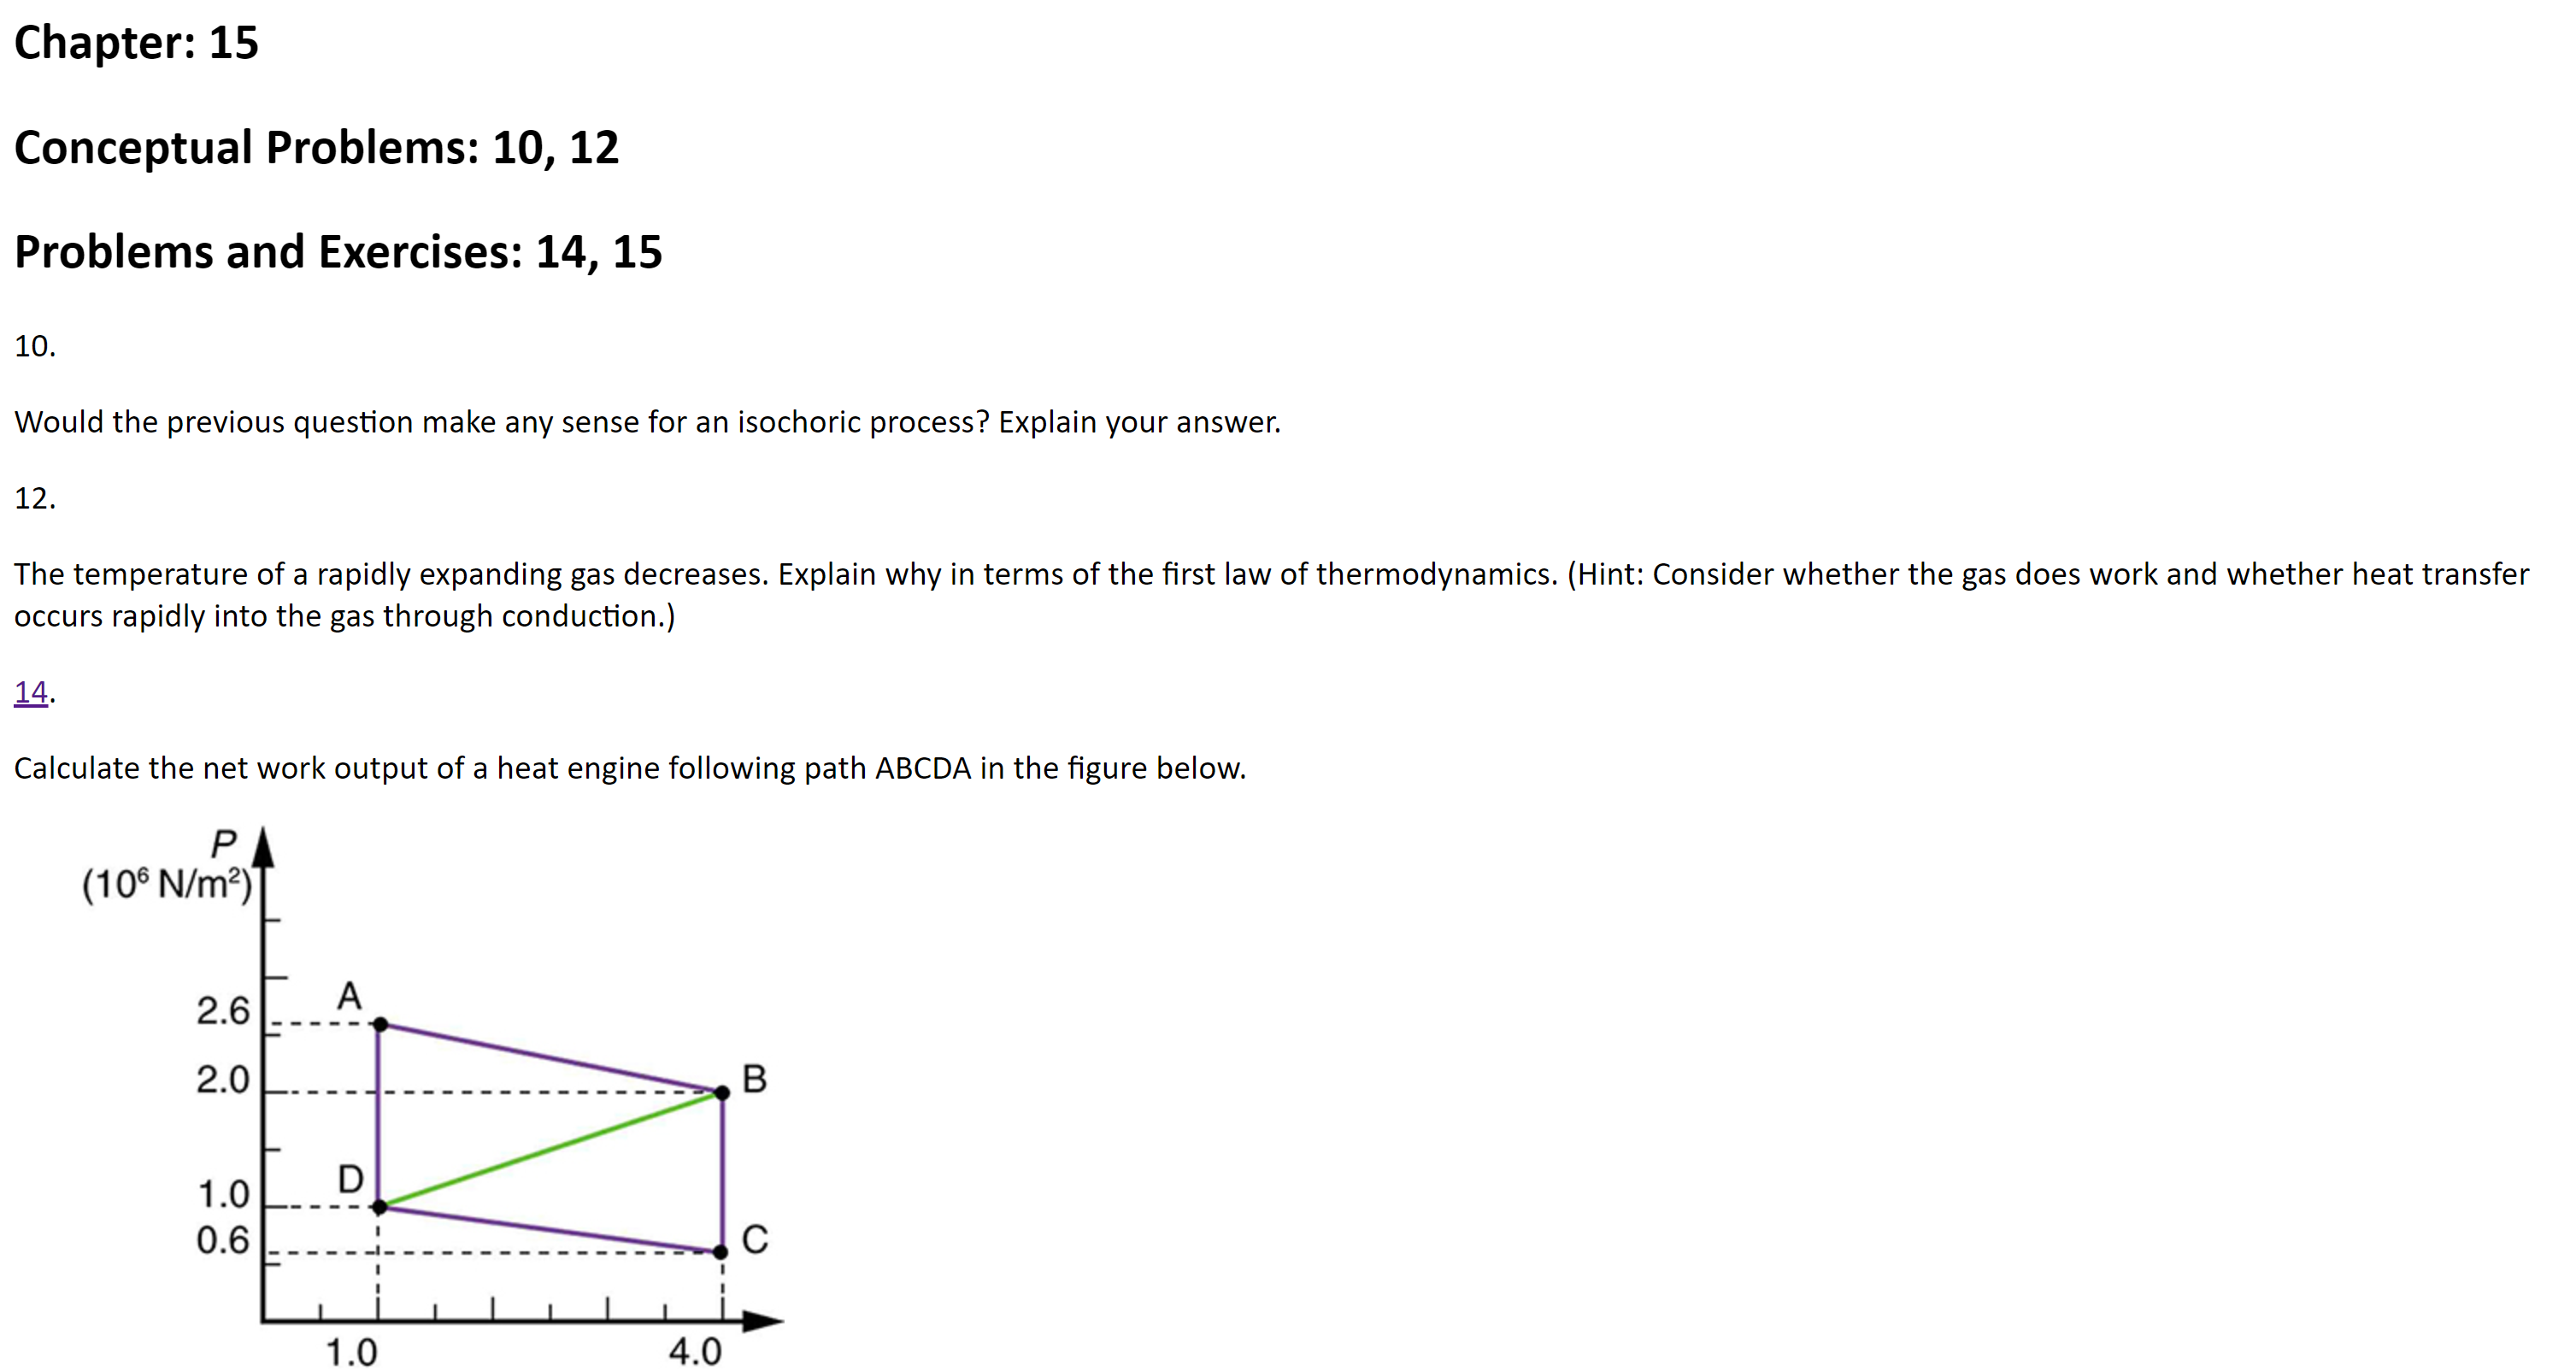 Chapter: 15
Conceptual Problems: 10, 12
Problems and Exercises: 14, 15
10.
Would the previous question make any sense for an isochoric process? Explain your answer.
12.
The temperature of a rapidly expanding gas decreases. Explain why in terms of the first law of thermodynamics. (Hint: Consider whether the gas does work and whether heat transfer
occurs rapidly into the gas through conduction.)
14.
Calculate the net work output of a heat engine following path ABCDA in the figure below.
P
(10⁶ N/m²)
2.6
A
2.0
B
1.0
D
0.6
C
1.0
4.0